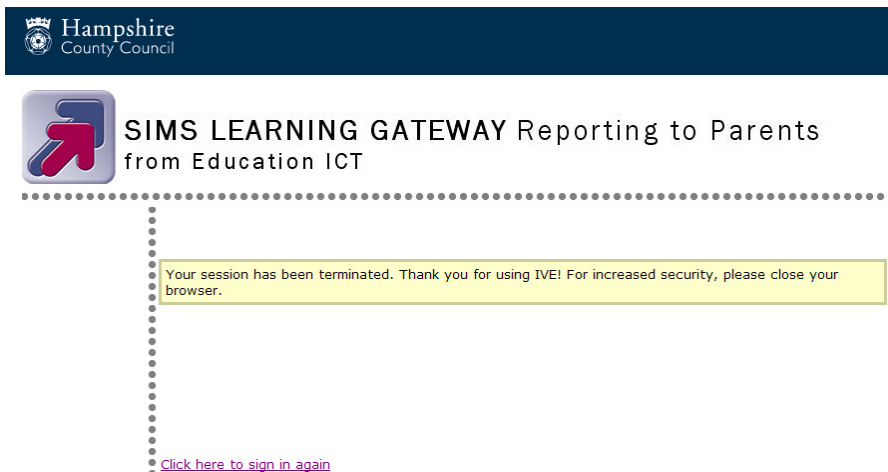 Hampshire
County Council
SIMS LEARNING GATEWAY Reporting to Parents
from Education ICT
Your session has been terminated. Thank you for using IVE! For increased security, please close your
browser.
Click here to sign in again